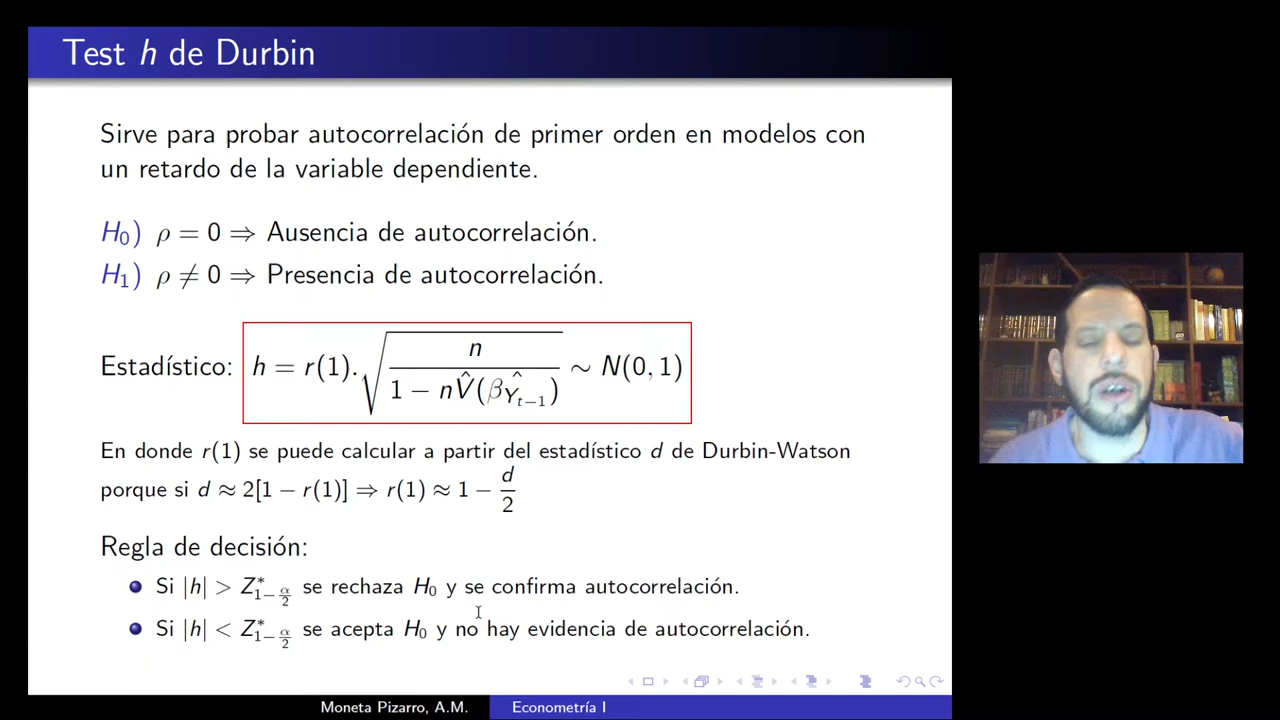 Test h de Durbin
Sirve para probar autocorrelación de primer orden en modelos con
un retardo de la variable dependiente.
H₀) ρ = 0 ⇒ Ausencia de autocorrelación.
H₁) ρ ≠ 0 ⇒ Presencia de autocorrelación.
Estadístico: h = r(1).√(n / (1 − nV̂(β̂_{Y_{t−1}}))) ∼ N(0, 1)
En donde r(1) se puede calcular a partir del estadístico d de Durbin-Watson
porque si d ≈ 2[1 − r(1)] ⇒ r(1) ≈ 1 − d/2
Regla de decisión:
Si |h| > Z*_{1−α/2} se rechaza H₀ y se confirma autocorrelación.
Si |h| < Z*_{1−α/2} se acepta H₀ y no hay evidencia de autocorrelación.
Moneta Pizarro, A.M. Econometría I